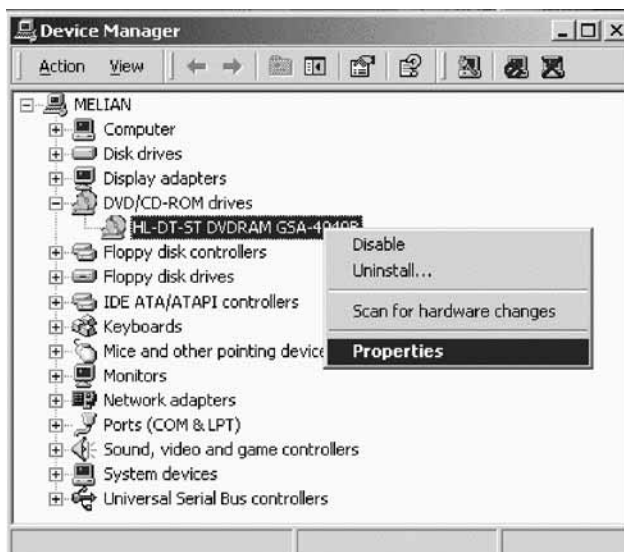 Device Manager
Action View
MELIAN
Computer
Disk drives
Display adapters
DVD/CD-ROM drives
HL-DT-ST DVDRAM GSA-4040B
Floppy disk controllers
Floppy disk drives
IDE ATA/ATAPI controllers
Keyboards
Mice and other pointing device
Monitors
Network adapters
Ports (COM & LPT)
Sound, video and game controllers
System devices
Universal Serial Bus controllers
Disable
Uninstall...
Scan for hardware changes
Properties